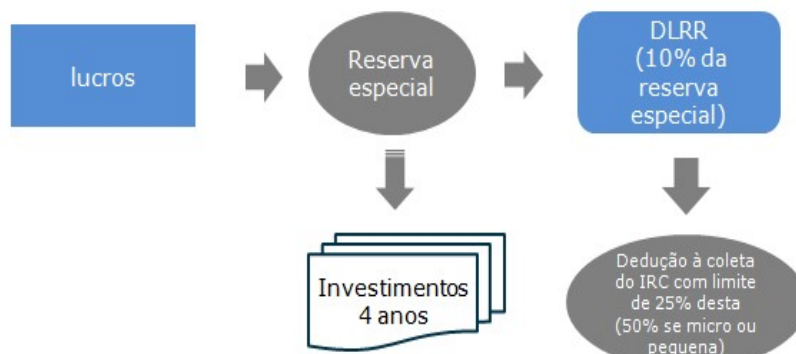 lucros
Reserva
especial
DLRR
(10% da
reserva
especial)
Investimentos
4 anos
Dedução à coleta
do IRC com limite
de 25% desta
(50% se micro ou
pequena)